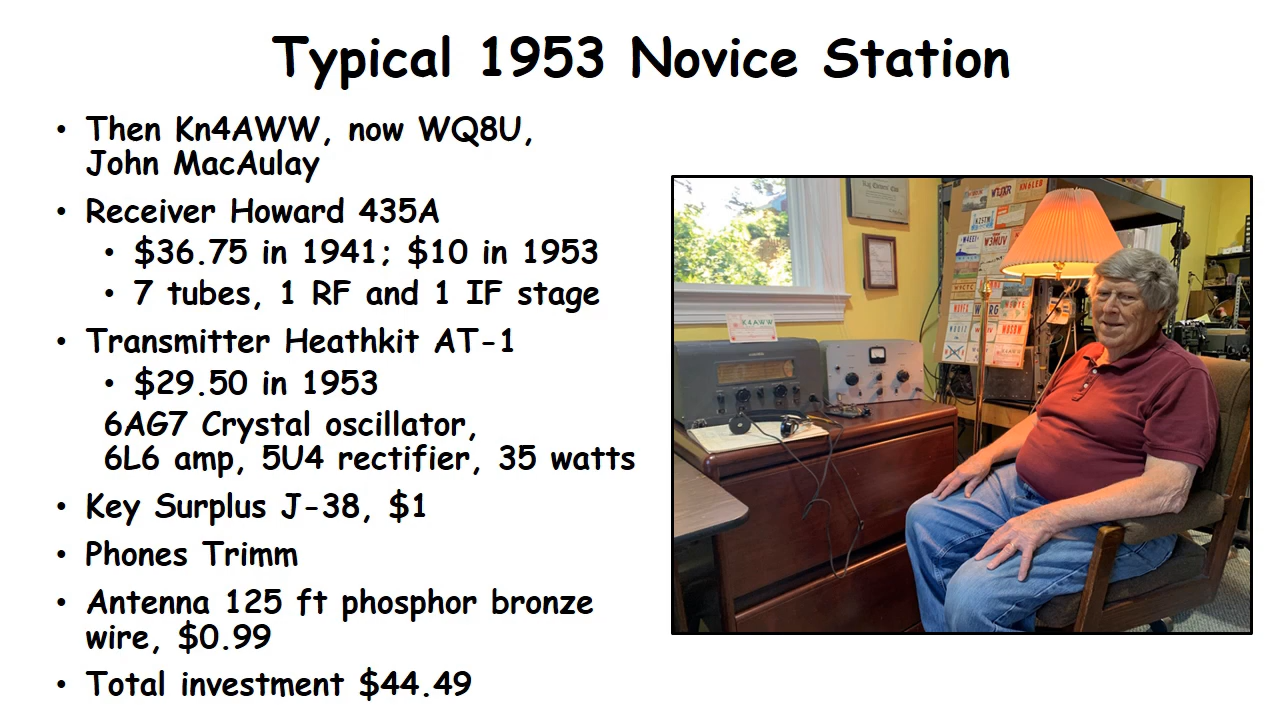 Typical 1953 Novice Station
• Then Kn4AWW, now WQ8U,
John MacAulay
• Receiver Howard 435A
• $36.75 in 1941; $10 in 1953
• 7 tubes, 1 RF and 1 IF stage
• Transmitter Heathkit AT-1
• $29.50 in 1953
6AG7 Crystal oscillator,
6L6 amp, 5U4 rectifier, 35 watts
• Key Surplus J-38, $1
• Phones Trimm
• Antenna 125 ft phosphor bronze
wire, $0.99
• Total investment $44.49
K4AWW
KN8LER
W3MUV